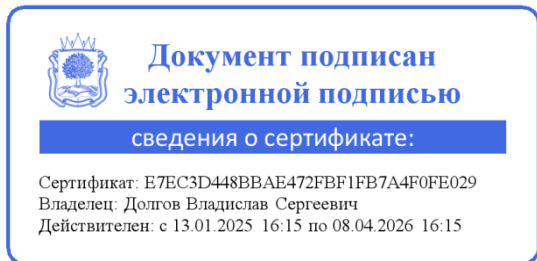 Документ подписан
электронной подписью
сведения о сертификате:
Сертификат: E7EC3D448BBAE472FBF1FB7A4F0FE029
Владелец: Долгов Владислав Сергеевич
Действителен: с 13.01.2025 16:15 по 08.04.2026 16:15